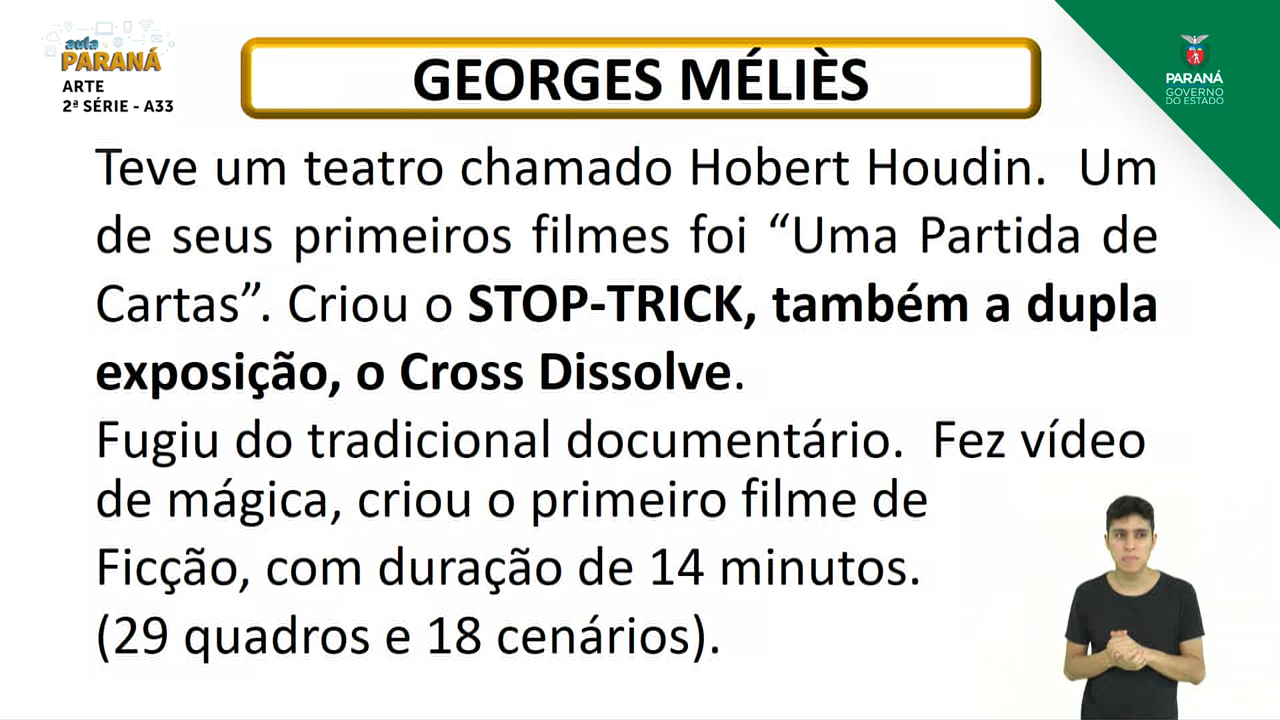 aula
PARANÁ
ARTE
2ª SÉRIE - A33
GEORGES MÉLIÈS
PARANÁ
GOVERNO
DO ESTADO
Teve um teatro chamado Hobert Houdin. Um
de seus primeiros filmes foi “Uma Partida de
Cartas”. Criou o STOP-TRICK, também a dupla
exposição, o Cross Dissolve.
Fugiu do tradicional documentário. Fez vídeo
de mágica, criou o primeiro filme de
Ficção, com duração de 14 minutos.
(29 quadros e 18 cenários).